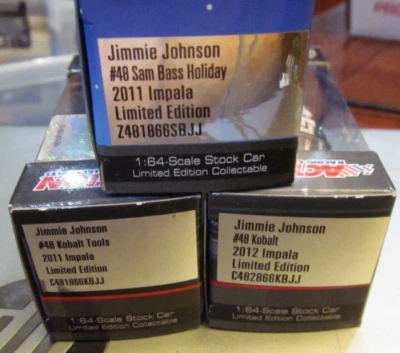 Jimmie Johnson
#48 Sam Bass Holiday
2011 Impala
Limited Edition
Z481866SBJJ
1:64-Scale Stock Car
Limited Edition Collectable
Jimmie Johnson
#48 Kobalt Tools
2011 Impala
Limited Edition
C481866KBJJ
1:64-Scale Stock Car
Limited Edition Collectable
ACTION
RACING
Jimmie Johnson
#48 Kobalt
2012 Impala
Limited Edition
C482866KBJJ
1:64-Scale Stock Car
Limited Edition Collectable